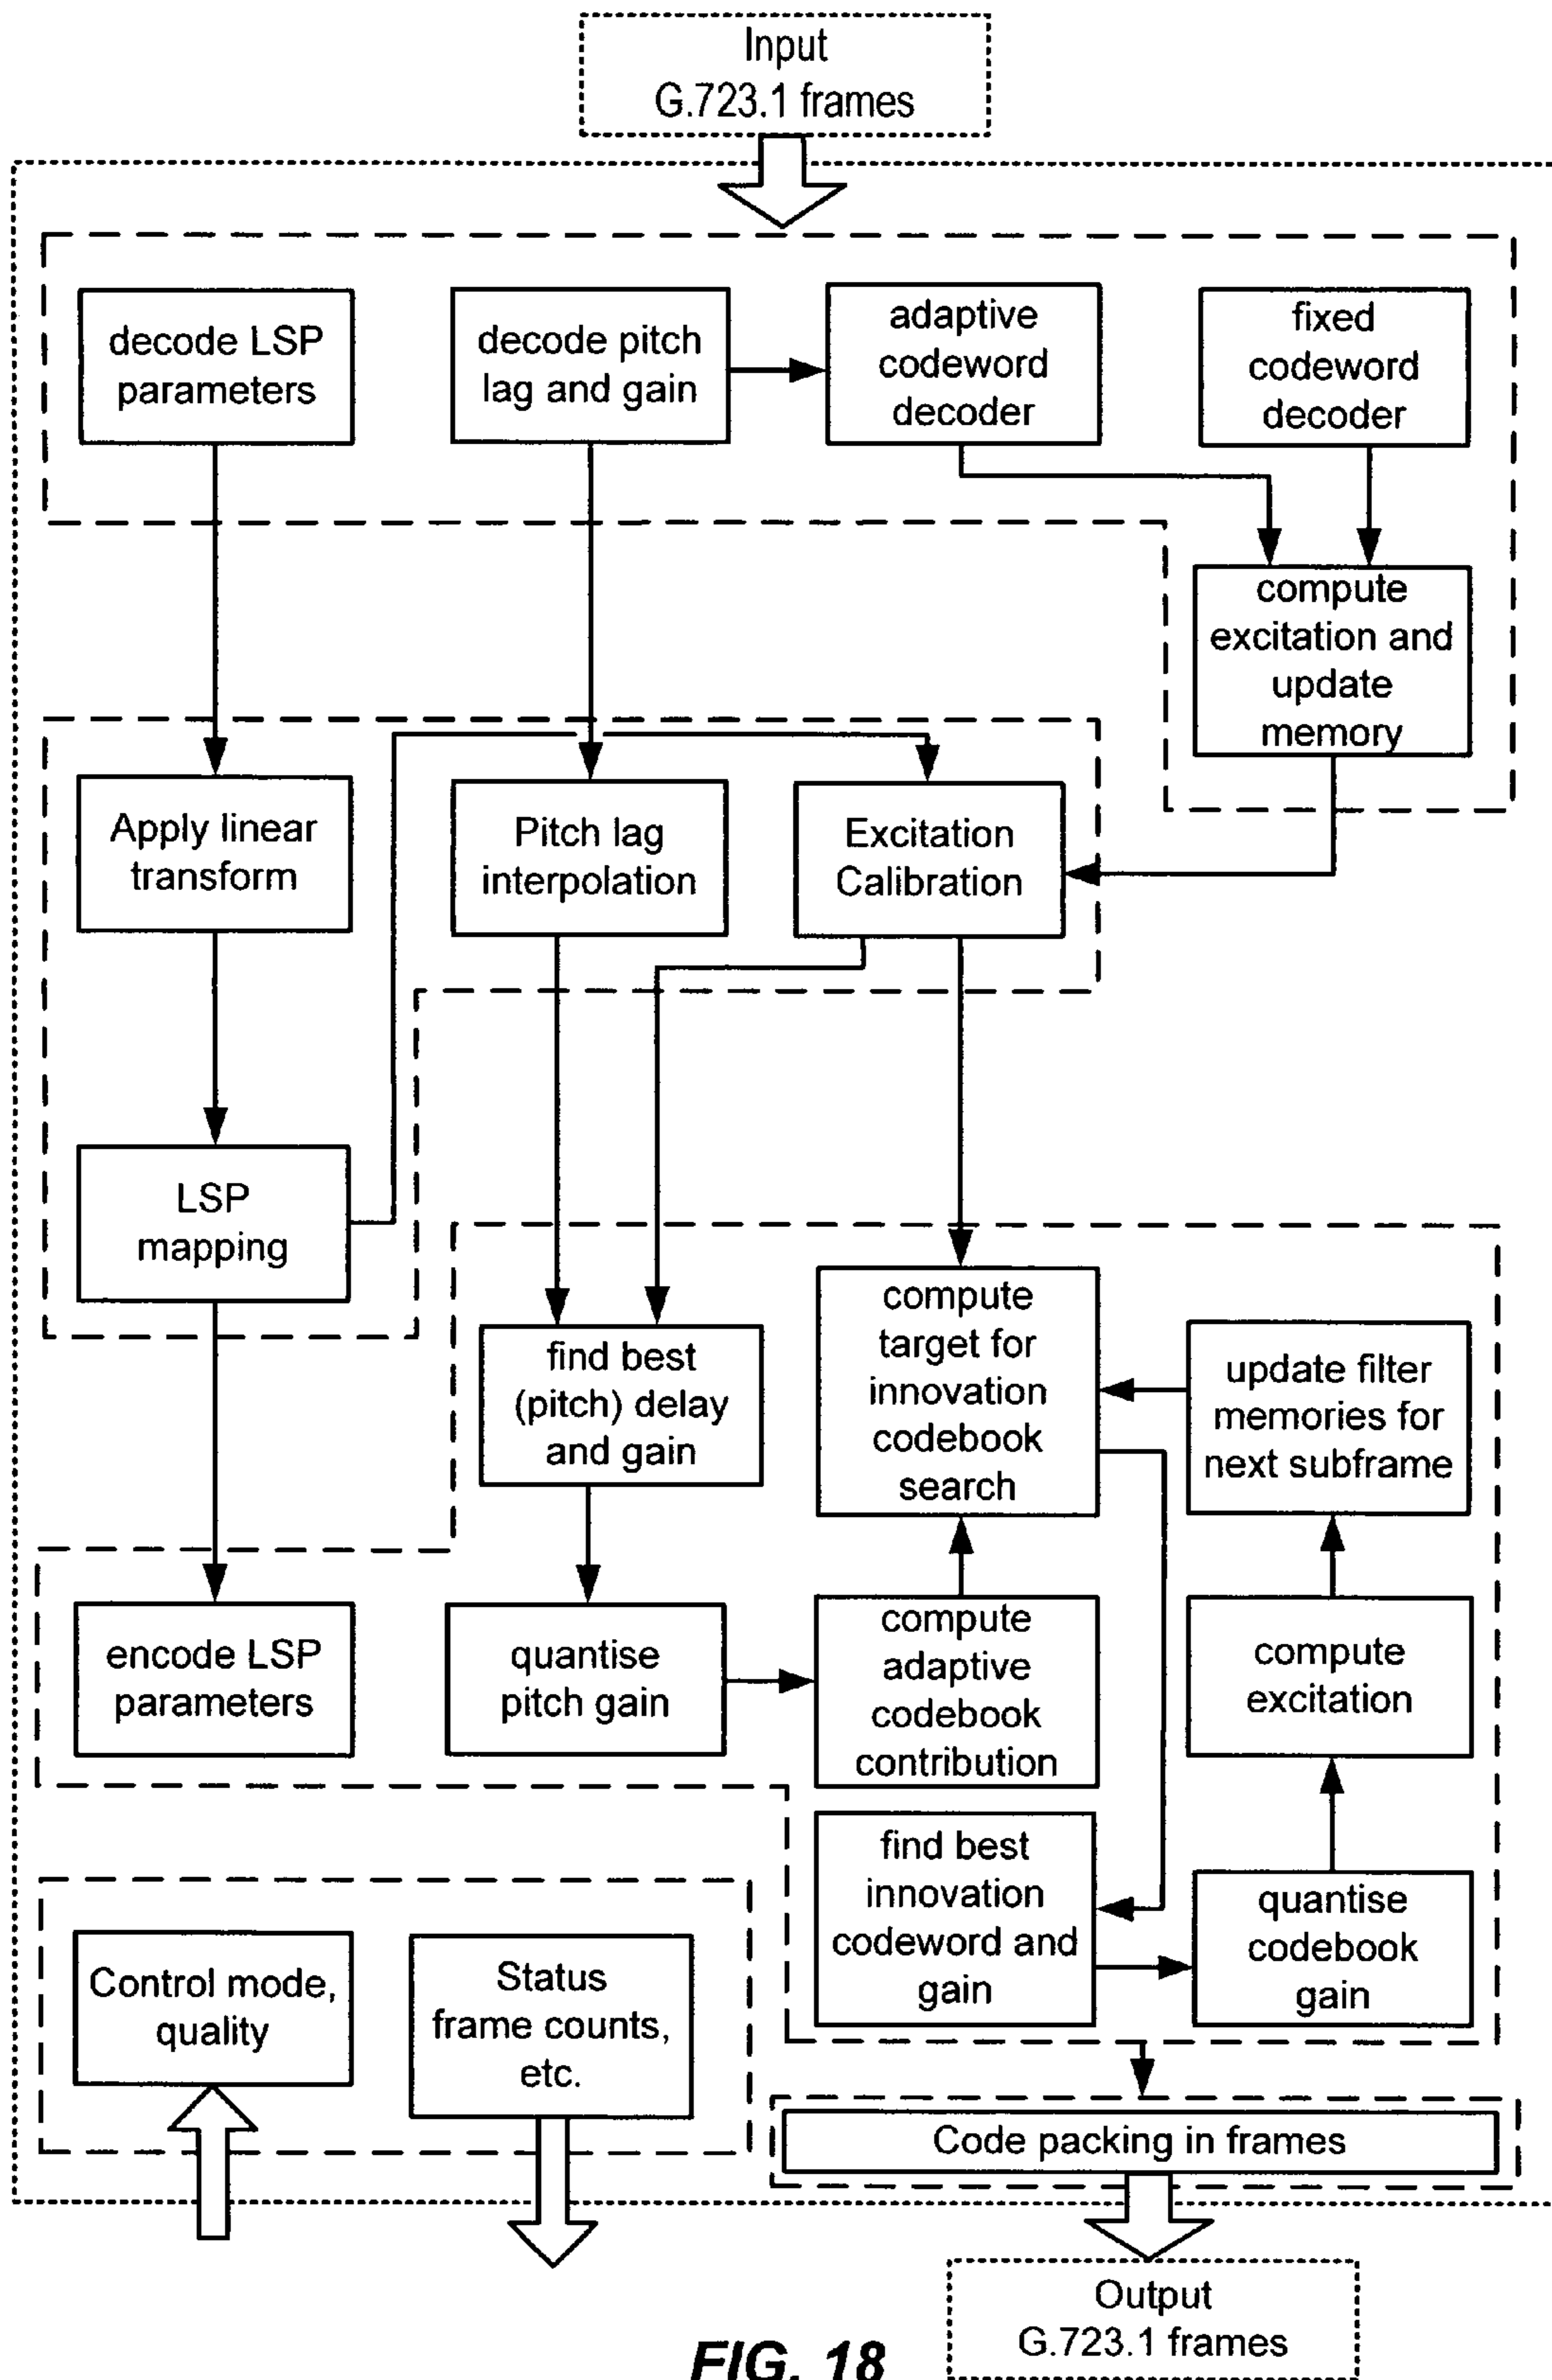 Input
G.723.1 frames
decode LSP
parameters
decode pitch
lag and gain
adaptive
codeword
decoder
fixed
codeword
decoder
compute
excitation and
update
memory
Apply linear
transform
Pitch lag
interpolation
Excitation
Calibration
LSP
mapping
find best
(pitch) delay
and gain
compute
target for
innovation
codebook
search
update filter
memories for
next subframe
encode LSP
parameters
quantise
pitch gain
compute
adaptive
codebook
contribution
compute
excitation
find best
innovation
codeword and
gain
quantise
codebook
gain
Control mode,
quality
Status
frame counts,
etc.
Code packing in frames
Output
G.723.1 frames
FIG. 18